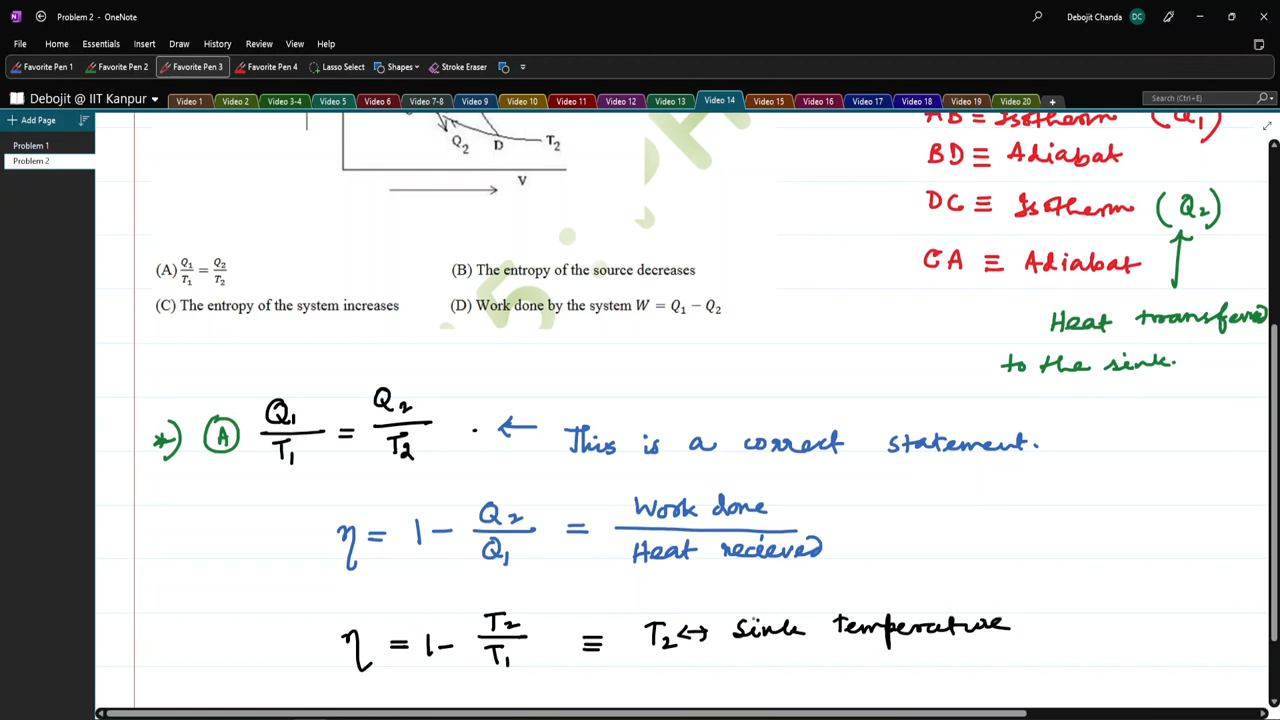 Problem 2 - OneNote
Debojit Chanda DC
File Home Essentials Insert Draw History Review View Help
Favorite Pen 1 Favorite Pen 2 Favorite Pen 3 Favorite Pen 4 Lasso Select Shapes Stroke Eraser
Debojit @ IIT Kanpur Video 1 Video 2 Video 3-4 Video 5 Video 6 Video 7-8 Video 9 Video 10 Video 11 Video 12 Video 13 Video 14 Video 15 Video 16 Video 17 Video 18 Video 19 Video 20 Search (Ctrl+E)
Add Page
Problem 1
Problem 2
Q₂ D T₂
V
AB ≡ Isotherm (Q₁)
BD ≡ Adiabat
DC ≡ Isotherm (Q₂)
CA ≡ Adiabat
Heat transferred
to the sink.
(A) Q₁/T₁ = Q₂/T₂ (B) The entropy of the source decreases
(C) The entropy of the system increases (D) Work done by the system W = Q₁ − Q₂
*) (A) Q₁/T₁ = Q₂/T₂ . ← This is a correct statement.
η = 1 - Q₂/Q₁ = Work done / Heat recieved
η = 1 - T₂/T₁ ≡ T₂ ↔ sink temperature